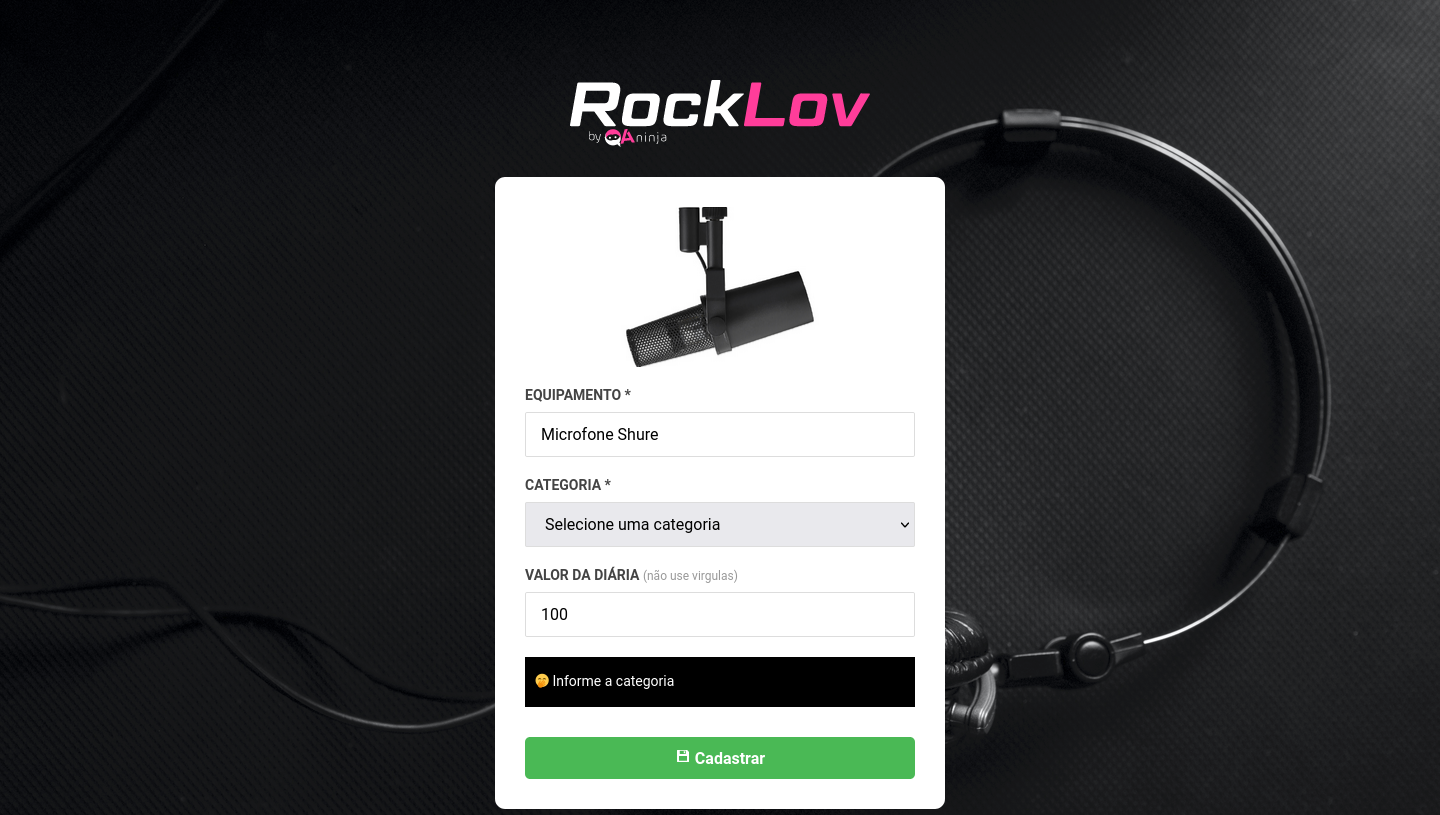 RockLov
by QAninja
EQUIPAMENTO *
Microfone Shure
CATEGORIA *
Selecione uma categoria
VALOR DA DIÁRIA (não use virgulas)
100
🤭 Informe a categoria
Cadastrar